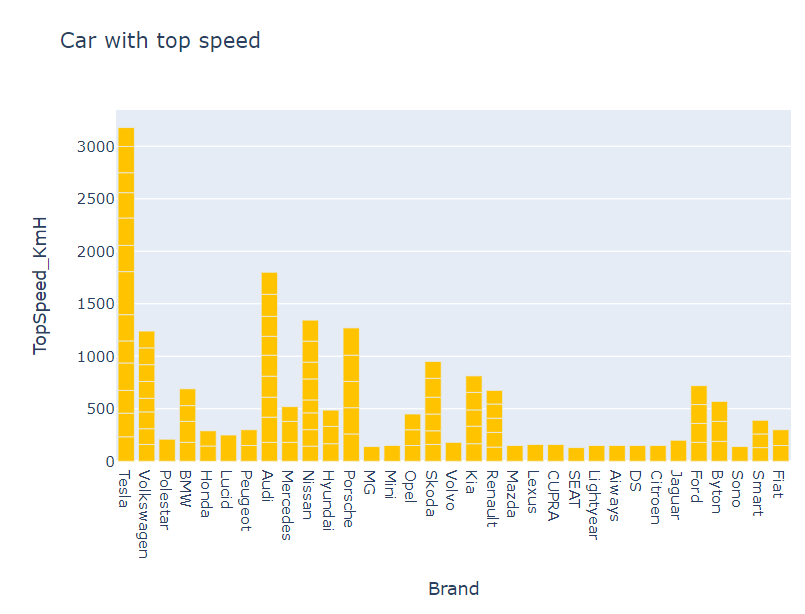 Car with top speed
TopSpeed_KmH
3000
2500
2000
1500
1000
500
0
Tesla
Volkswagen
Polestar
BMW
Honda
Lucid
Peugeot
Audi
Mercedes
Nissan
Hyundai
Porsche
MG
Mini
Opel
Skoda
Volvo
Kia
Renault
Mazda
Lexus
CUPRA
SEAT
Lightyear
Aiways
DS
Citroen
Jaguar
Ford
Byton
Sono
Smart
Fiat
Brand